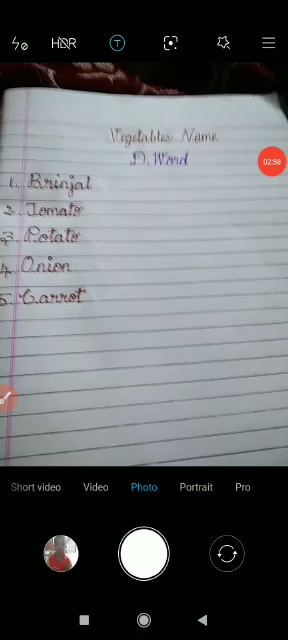 HDR
T
Vegetables Name
D. Word
02:58
1. Brinjal
2. Tomato
3. Potato
4. Onion
5. Carrot
Short video Video Photo Portrait Pro